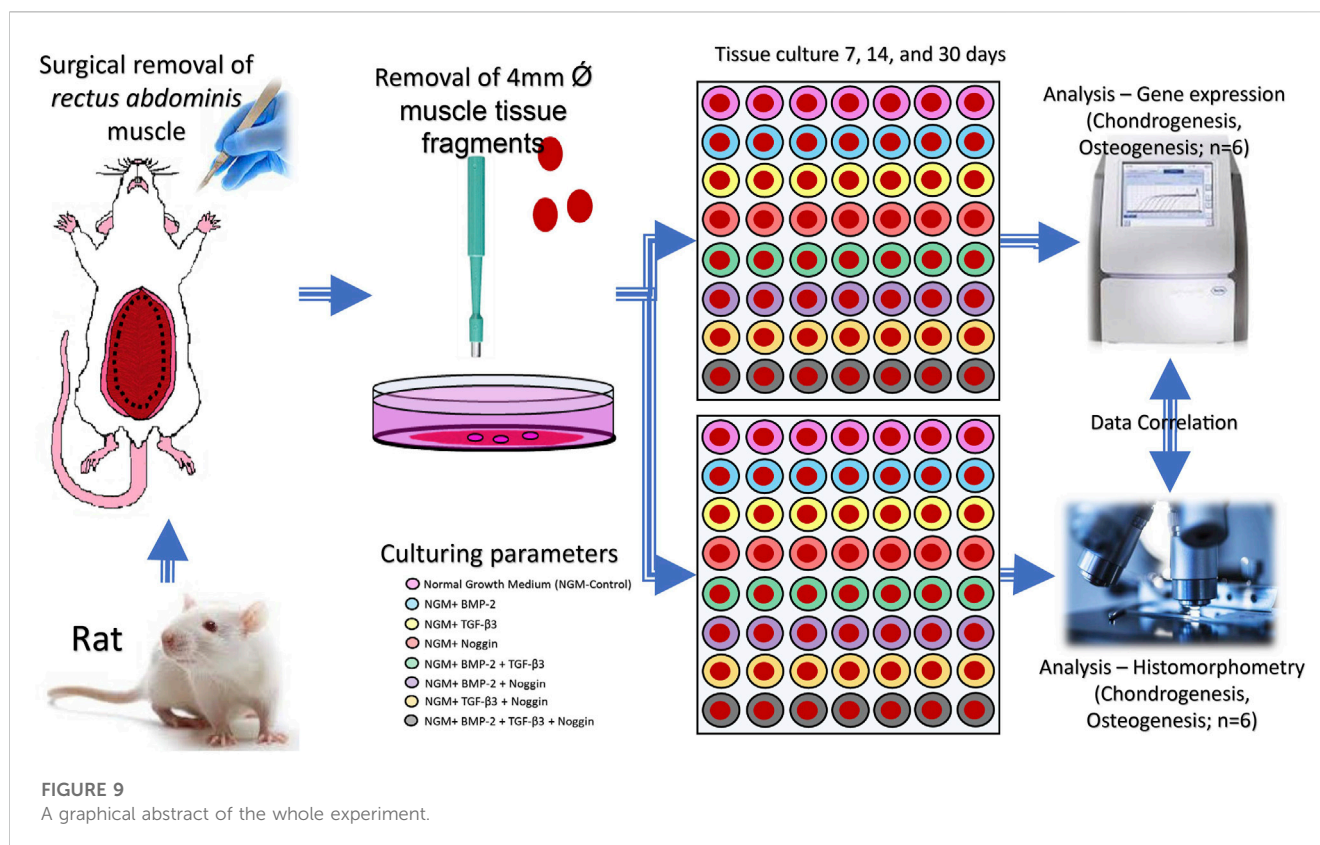 Surgical removal of
rectus abdominis
muscle
Rat
Removal of 4mm Ǿ
muscle tissue
fragments
Culturing parameters
Normal Growth Medium (NGM-Control)
NGM+ BMP-2
NGM+ TGF-β3
NGM+ Noggin
NGM+ BMP-2 + TGF-β3
NGM+ BMP-2 + Noggin
NGM+ TGF-β3 + Noggin
NGM+ BMP-2 + TGF-β3 + Noggin
Tissue culture 7, 14, and 30 days
Analysis – Gene expression
(Chondrogenesis,
Osteogenesis; n=6)
Data Correlation
Analysis – Histomorphometry
(Chondrogenesis,
Osteogenesis; n=6)
FIGURE 9
A graphical abstract of the whole experiment.